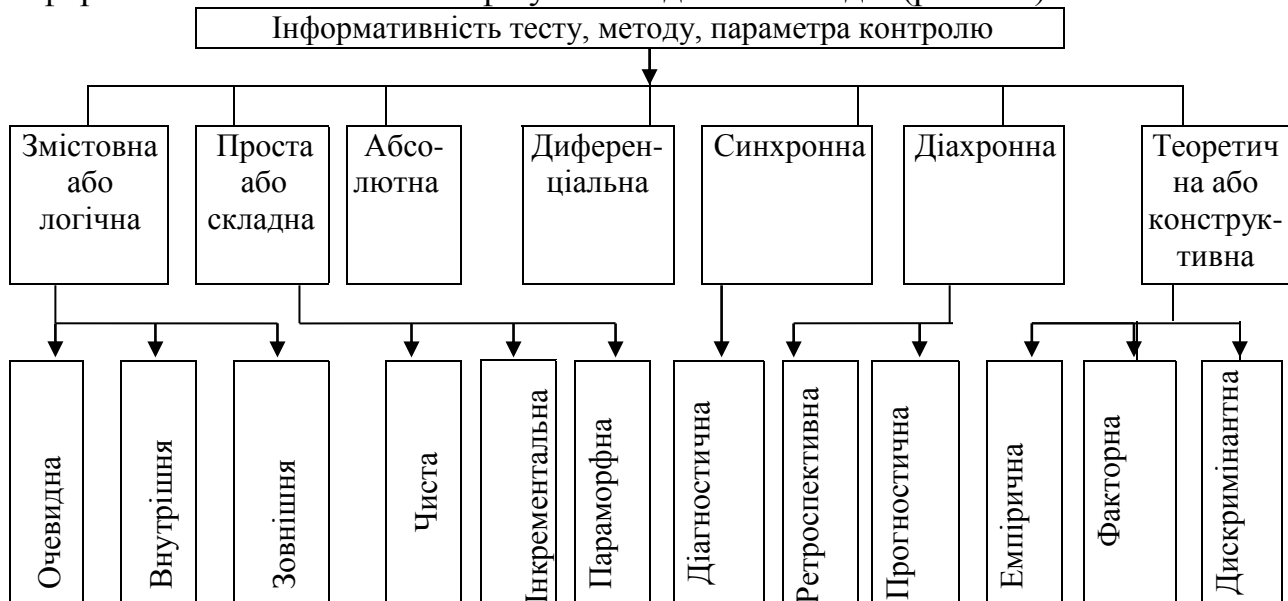 Інформативність тесту, методу, параметра контролю
Змістовна
або
логічна
Проста
або
складна
Абсо-
лютна
Диферен-
ціальна
Синхронна
Діахронна
Теоретич
на або
конструк-
тивна
Очевидна
Внутрішня
Зовнішня
Чиста
Інкрементальна
Параморфна
Діагностична
Ретроспективна
Прогностична
Емпірична
Факторна
Дискримінантна